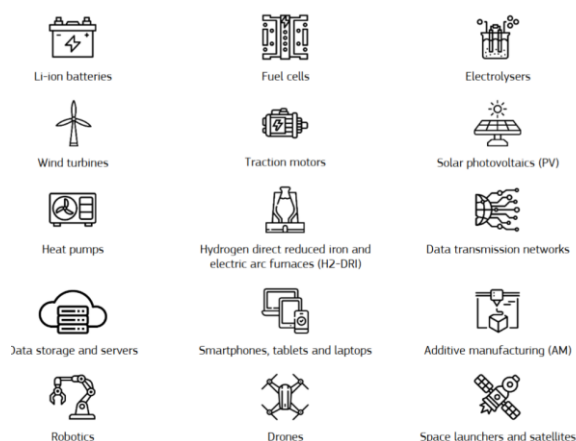 Li-ion batteries
Fuel cells
Electrolysers
Wind turbines
Traction motors
Solar photovoltaics (PV)
Heat pumps
Hydrogen direct reduced iron and
electric arc furnaces (H2-DRI)
Data transmission networks
Data storage and servers
Smartphones, tablets and laptops
Additive manufacturing (AM)
Robotics
Drones
Space launchers and satellites